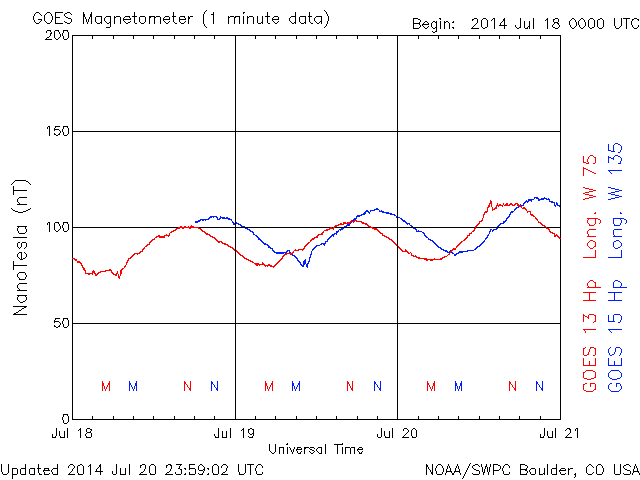 GOES Magnetometer (1 minute data)
Begin: 2014 Jul 18 0000 UTC
200
150
100
50
0
NanoTesla (nT)
M M N N M M N N M M N N
Jul 18 Jul 19 Jul 20 Jul 21
Universal Time
GOES 13 Hp Long. W 75
GOES 15 Hp Long. W 135
Updated 2014 Jul 20 23:59:02 UTC
NOAA/SWPC Boulder, CO USA